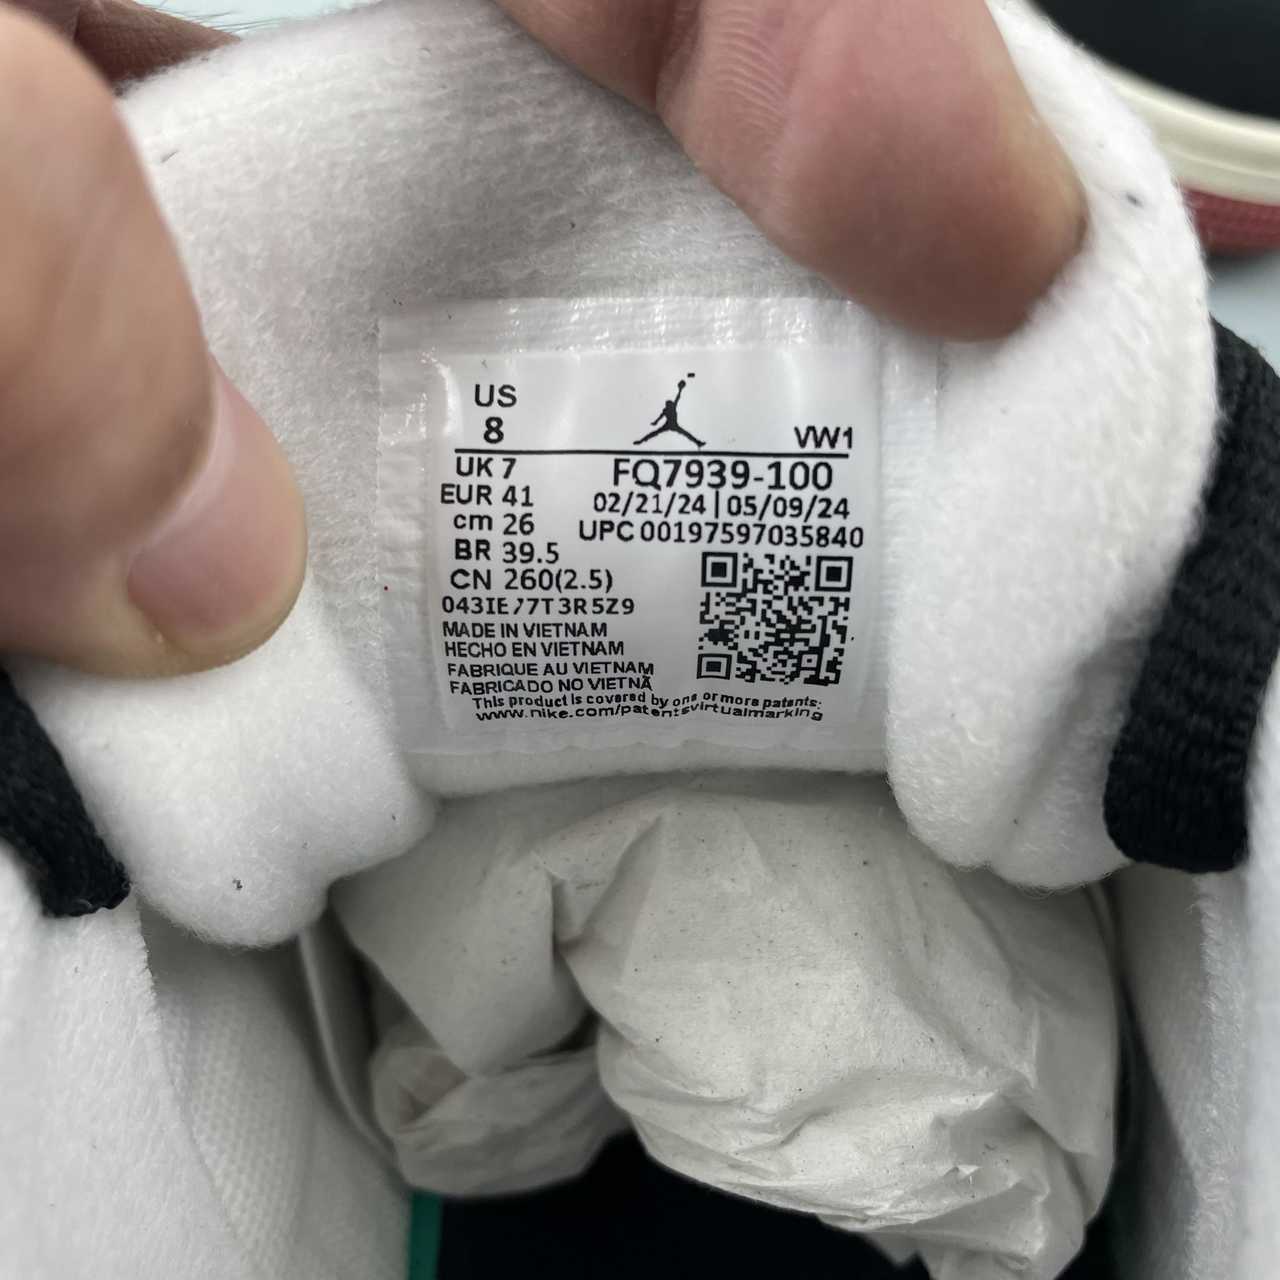 US
8
VW1
UK 7
FQ7939-100
EUR 41
02/21/24 | 05/09/24
cm 26
UPC 00197597035840
BR 39.5
CN 260(2.5)
MADE IN VIETNAM
HECHO EN VIETNAM
FABRIQUE AU VIETNAM
FABRICADO NO VIETNÃ
This product is covered by one or more patents:
www.nike.com/patentsvirtualmarking